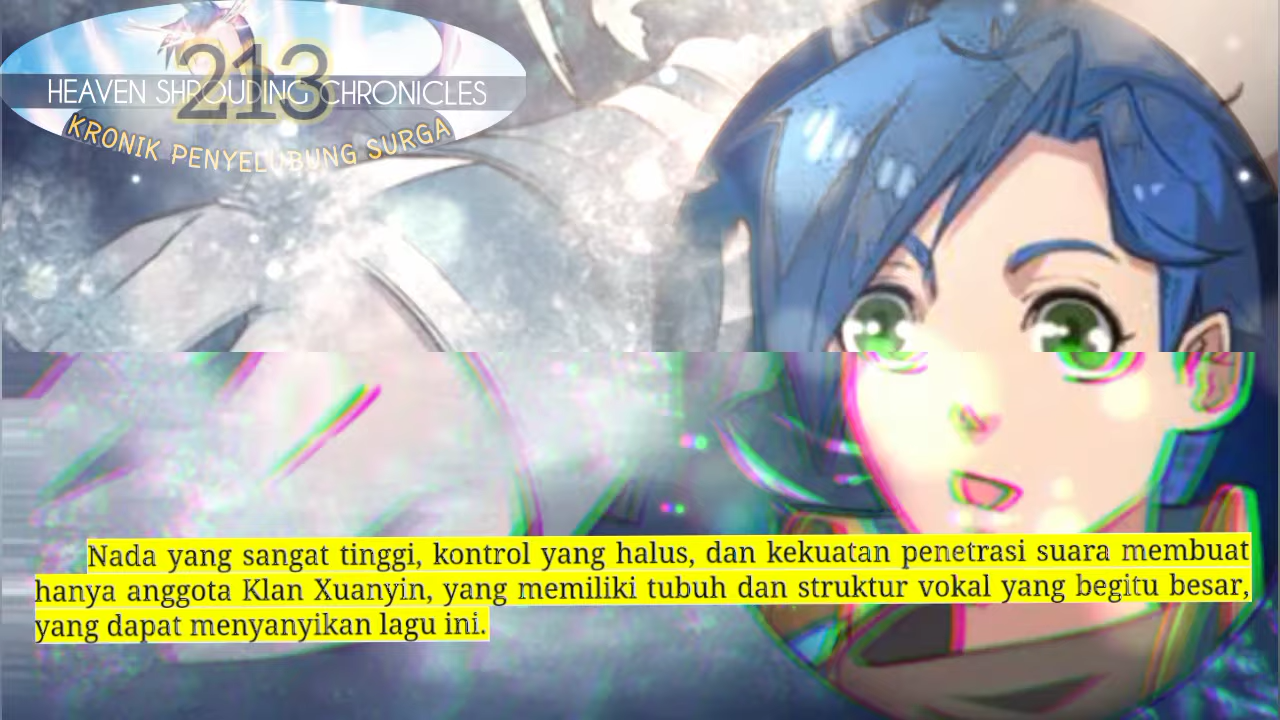 213
HEAVEN SHROUDING CHRONICLES
KRONIK PENYELUBUNG SURGA
Nada yang sangat tinggi, kontrol yang halus, dan kekuatan penetrasi suara membuat
hanya anggota Klan Xuanyin, yang memiliki tubuh dan struktur vokal yang begitu besar,
yang dapat menyanyikan lagu ini.